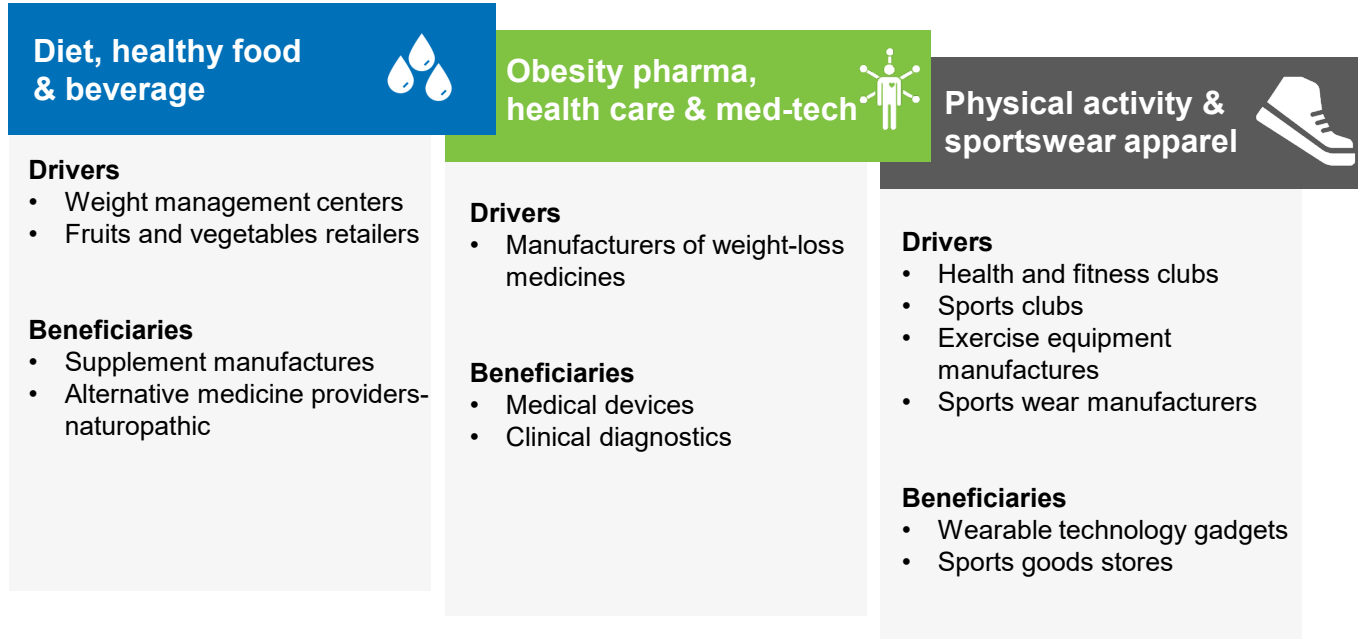 Diet, healthy food
& beverage
Drivers
• Weight management centers
• Fruits and vegetables retailers
Beneficiaries
• Supplement manufactures
• Alternative medicine providers-
naturopathic
Obesity pharma,
health care & med-tech
Drivers
• Manufacturers of weight-loss
medicines
Beneficiaries
• Medical devices
• Clinical diagnostics
Physical activity &
sportswear apparel
Drivers
• Health and fitness clubs
• Sports clubs
• Exercise equipment
manufactures
• Sports wear manufacturers
Beneficiaries
• Wearable technology gadgets
• Sports goods stores